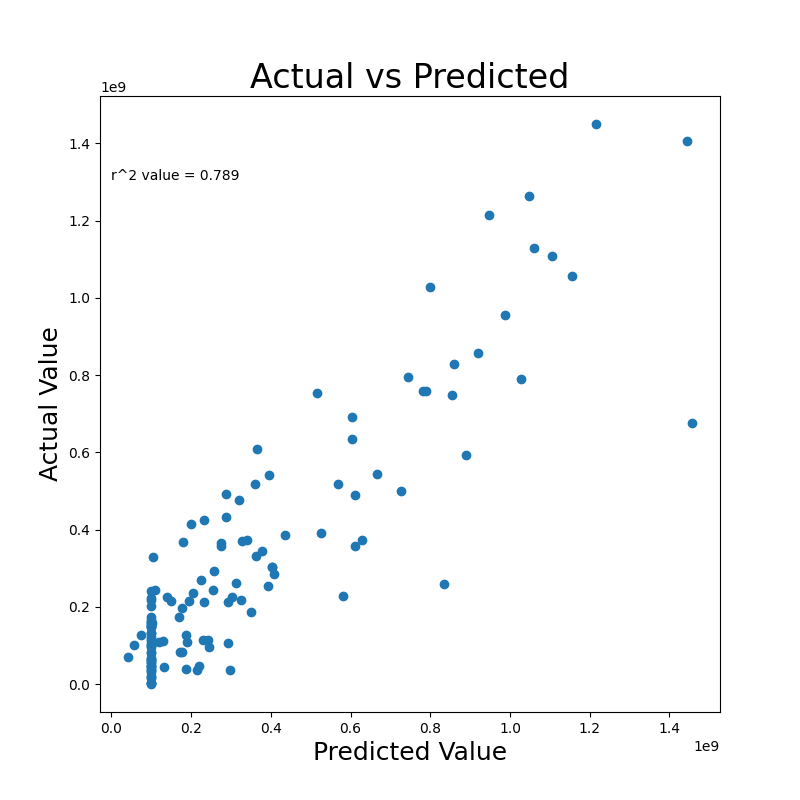 Actual vs Predicted
1e9
r^2 value = 0.789
Actual Value
1.4
1.2
1.0
0.8
0.6
0.4
0.2
0.0
0.0 0.2 0.4 0.6 0.8 1.0 1.2 1.4
1e9
Predicted Value